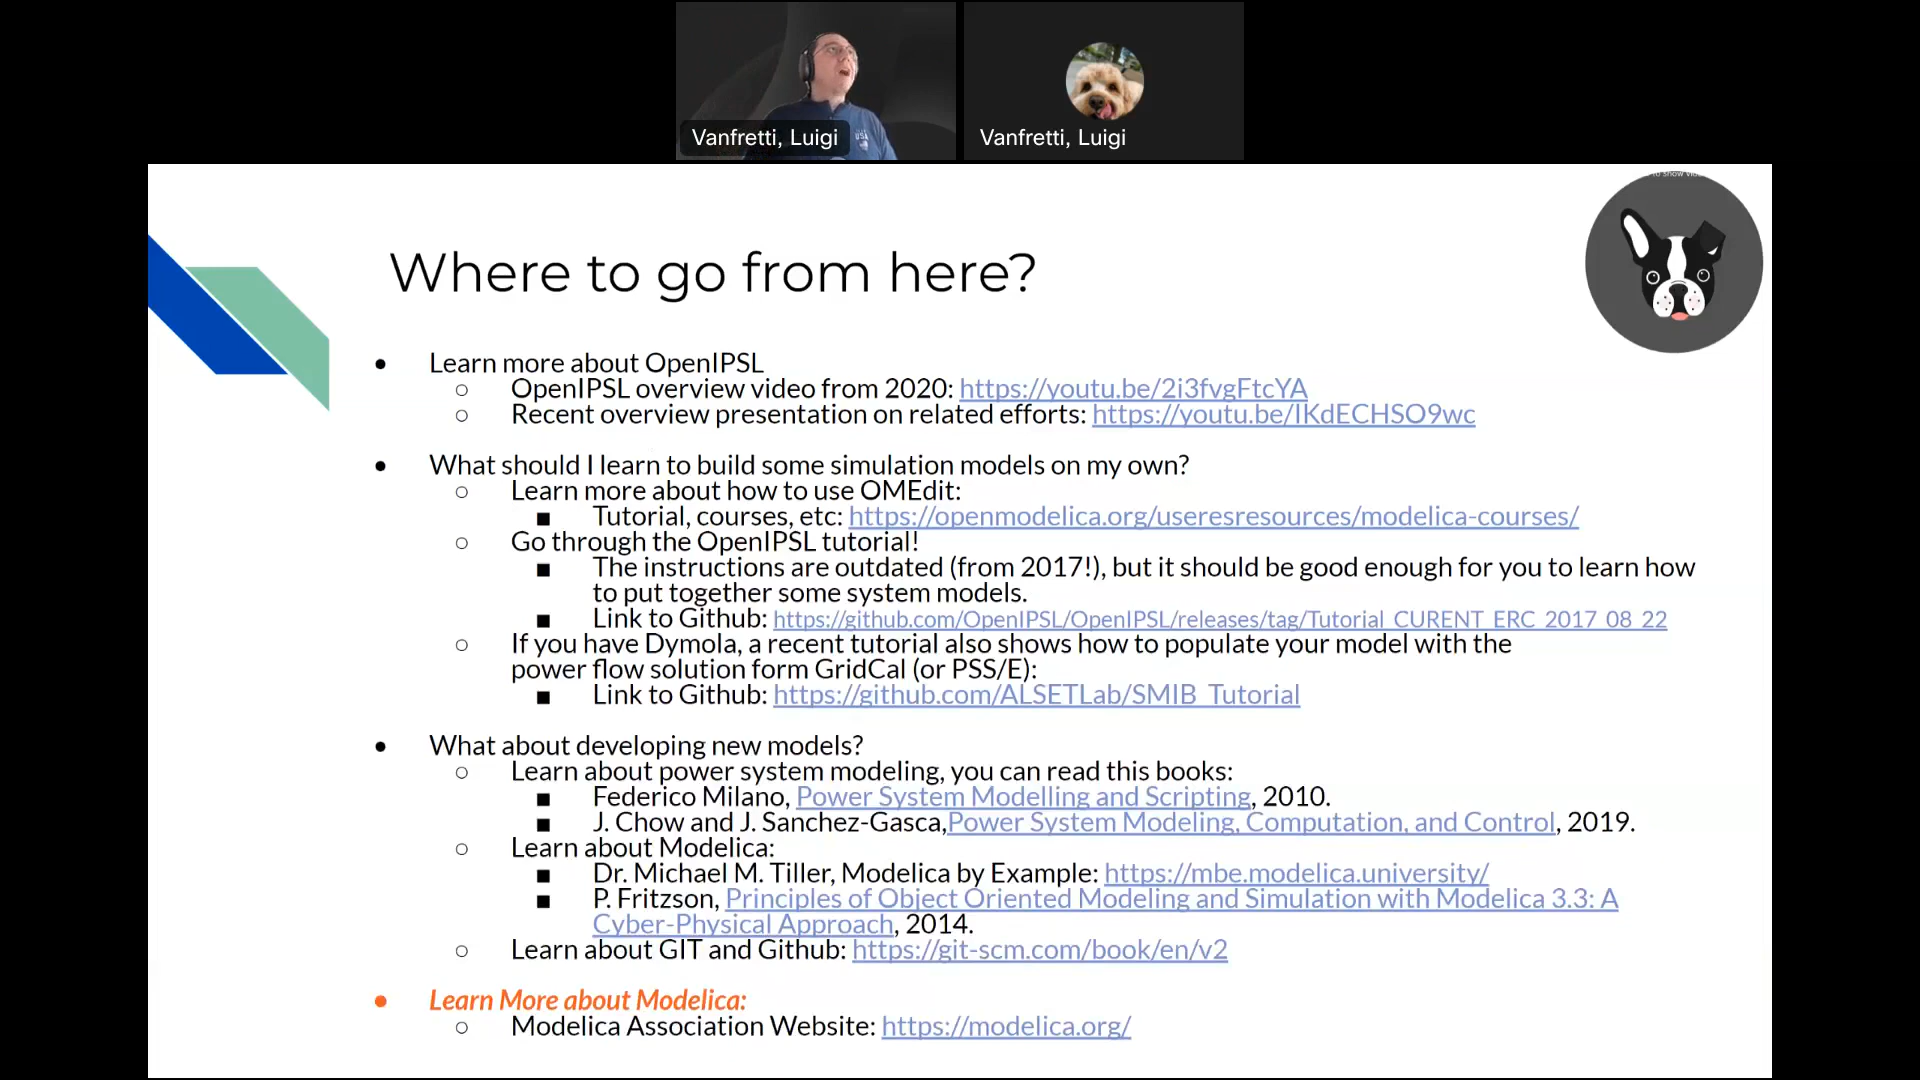 Vanfretti, Luigi
Vanfretti, Luigi
Where to go from here?
● Learn more about OpenIPSL
○ OpenIPSL overview video from 2020: https://youtu.be/2i3fvgFtcYA
○ Recent overview presentation on related efforts: https://youtu.be/IKdECHSO9wc
● What should I learn to build some simulation models on my own?
○ Learn more about how to use OMEdit:
■ Tutorial, courses, etc: https://openmodelica.org/useresresources/modelica-courses/
○ Go through the OpenIPSL tutorial!
■ The instructions are outdated (from 2017!), but it should be good enough for you to learn how
to put together some system models.
■ Link to Github: https://github.com/OpenIPSL/OpenIPSL/releases/tag/Tutorial_CURENT_ERC_2017_08_22
○ If you have Dymola, a recent tutorial also shows how to populate your model with the
power flow solution form GridCal (or PSS/E):
■ Link to Github: https://github.com/ALSETLab/SMIB_Tutorial
● What about developing new models?
○ Learn about power system modeling, you can read this books:
■ Federico Milano, Power System Modelling and Scripting, 2010.
■ J. Chow and J. Sanchez-Gasca,Power System Modeling, Computation, and Control, 2019.
○ Learn about Modelica:
■ Dr. Michael M. Tiller, Modelica by Example: https://mbe.modelica.university/
■ P. Fritzson, Principles of Object Oriented Modeling and Simulation with Modelica 3.3: A
Cyber-Physical Approach, 2014.
○ Learn about GIT and Github: https://git-scm.com/book/en/v2
● Learn More about Modelica:
○ Modelica Association Website: https://modelica.org/